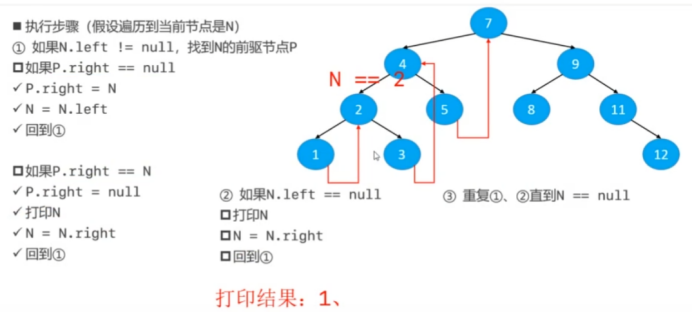 ■ 执行步骤（假设遍历到当前节点是N）
① 如果N.left != null，找到N的前驱节点P
□如果P.right == null
✓P.right = N
✓N = N.left
✓回到①
□如果P.right == N
✓P.right = null
✓打印N
✓N = N.right
✓回到①
② 如果N.left == null
□打印N
□N = N.right
□回到①
③ 重复①、②直到N == null
7
4
9
N == 2
2
5
8
11
1
3
12
打印结果：1、